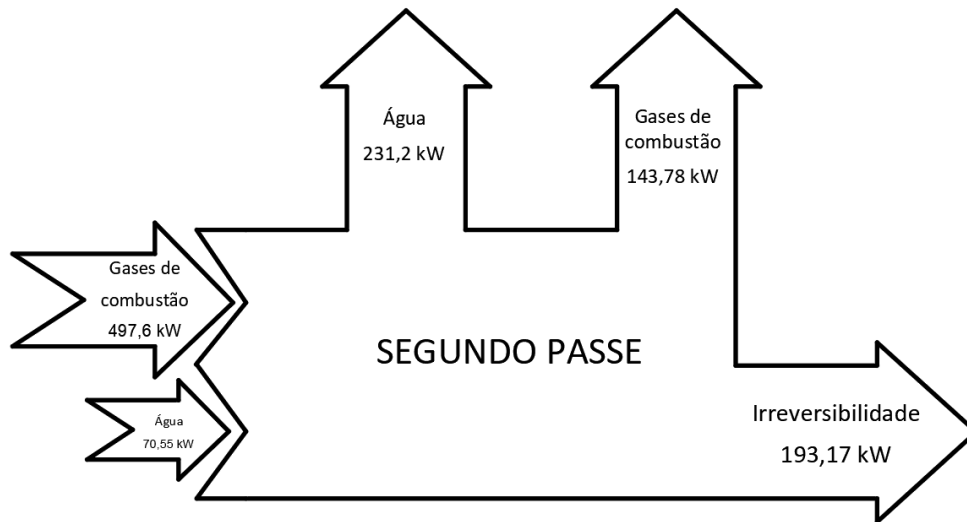 Água
231,2 kW
Gases de
combustão
143,78 kW
Gases de
combustão
497,6 kW
Água
70,55 kW
SEGUNDO PASSE
Irreversibilidade
193,17 kW